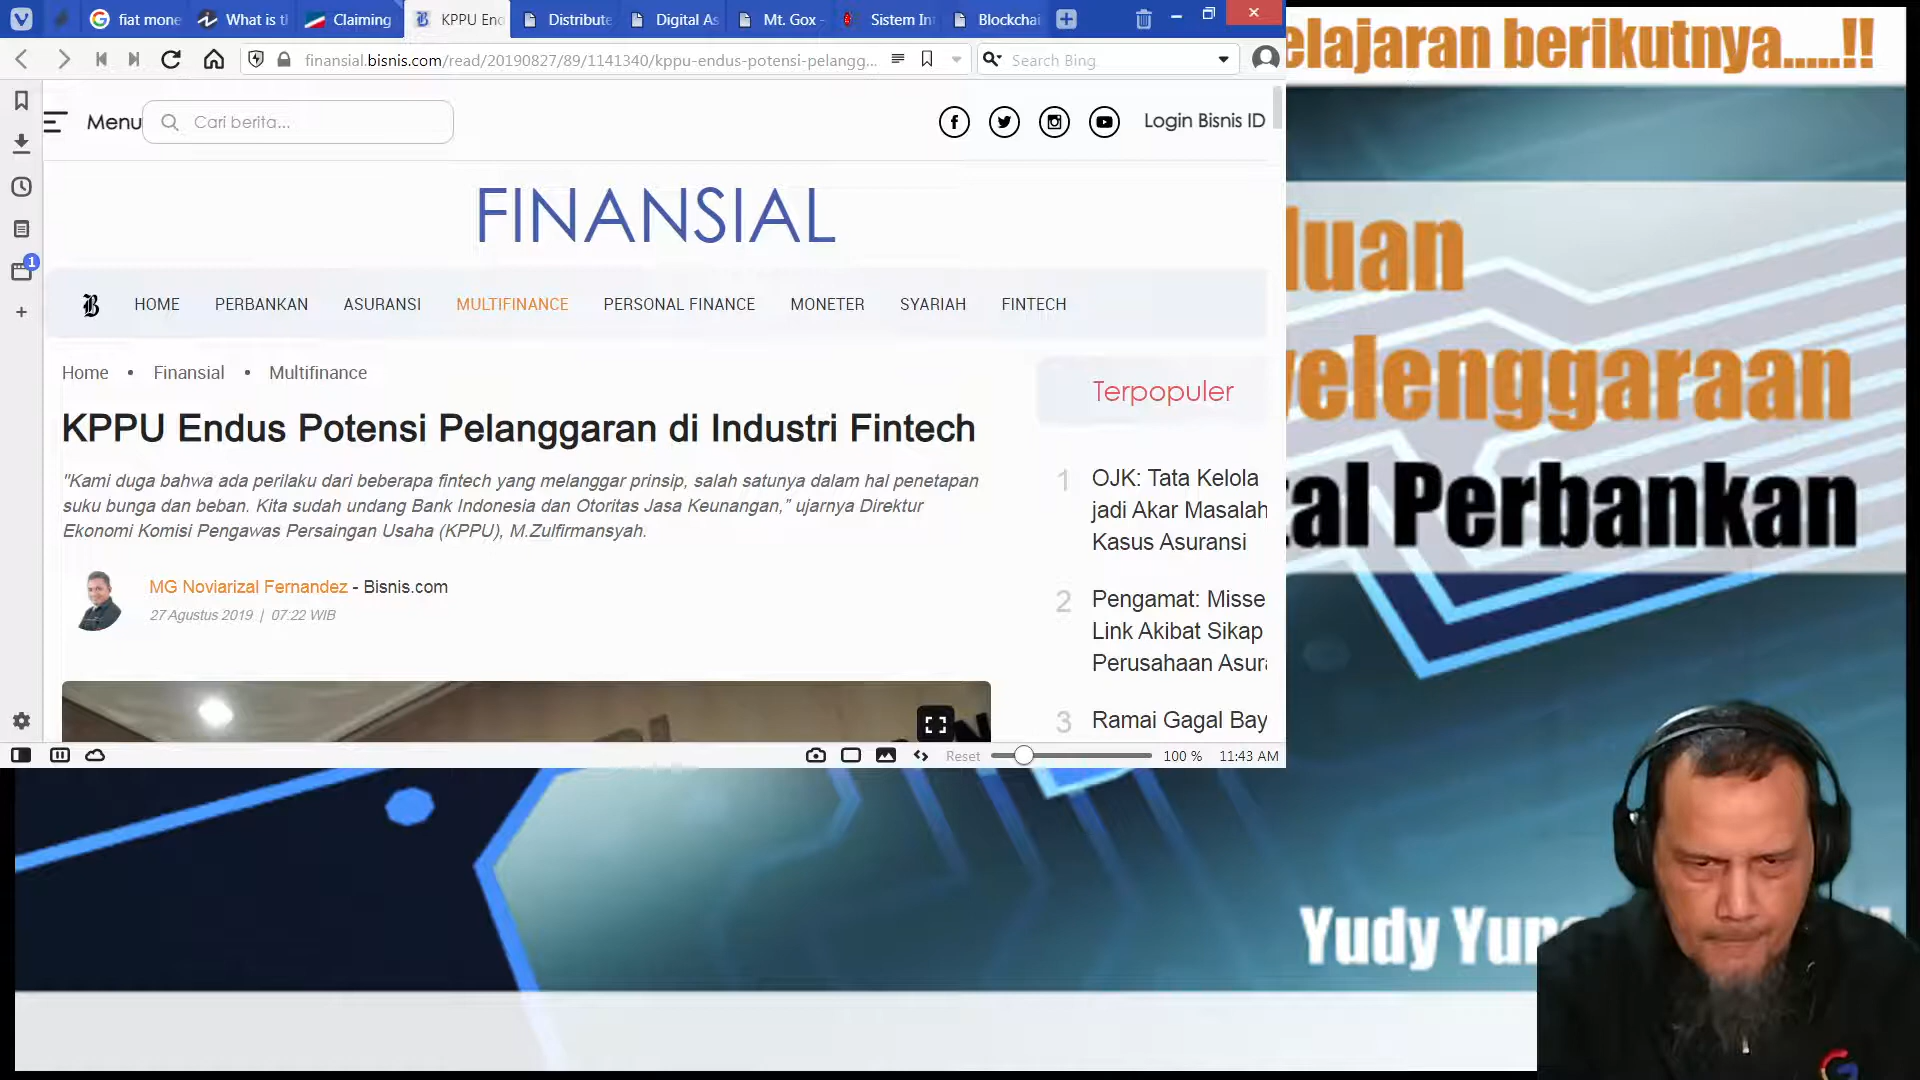 fiat mone
What is th
Claiming
KPPU End
Distribute
Digital As
Mt. Gox -
Sistem In
Blockchai
finansial.bisnis.com/read/20190827/89/1141340/kppu-endus-potensi-pelangg...
Search Bing
Menu
Cari berita...
Login Bisnis ID
FINANSIAL
HOME
PERBANKAN
ASURANSI
MULTIFINANCE
PERSONAL FINANCE
MONETER
SYARIAH
FINTECH
Home • Finansial • Multifinance
KPPU Endus Potensi Pelanggaran di Industri Fintech
"Kami duga bahwa ada perilaku dari beberapa fintech yang melanggar prinsip, salah satunya dalam hal penetapan
suku bunga dan beban. Kita sudah undang Bank Indonesia dan Otoritas Jasa Keuangan,” ujarnya Direktur
Ekonomi Komisi Pengawas Persaingan Usaha (KPPU), M.Zulfirmansyah.
MG Noviarizal Fernandez - Bisnis.com
27 Agustus 2019 | 07:22 WIB
Terpopuler
1
OJK: Tata Kelola
jadi Akar Masalah
Kasus Asuransi
2
Pengamat: Misse
Link Akibat Sikap
Perusahaan Asura
3
Ramai Gagal Bay
1
Reset
100 %
11:43 AM
elajaran berikutnya.....!!
luan
yelenggaraan
tal Perbankan
Yudy Yun